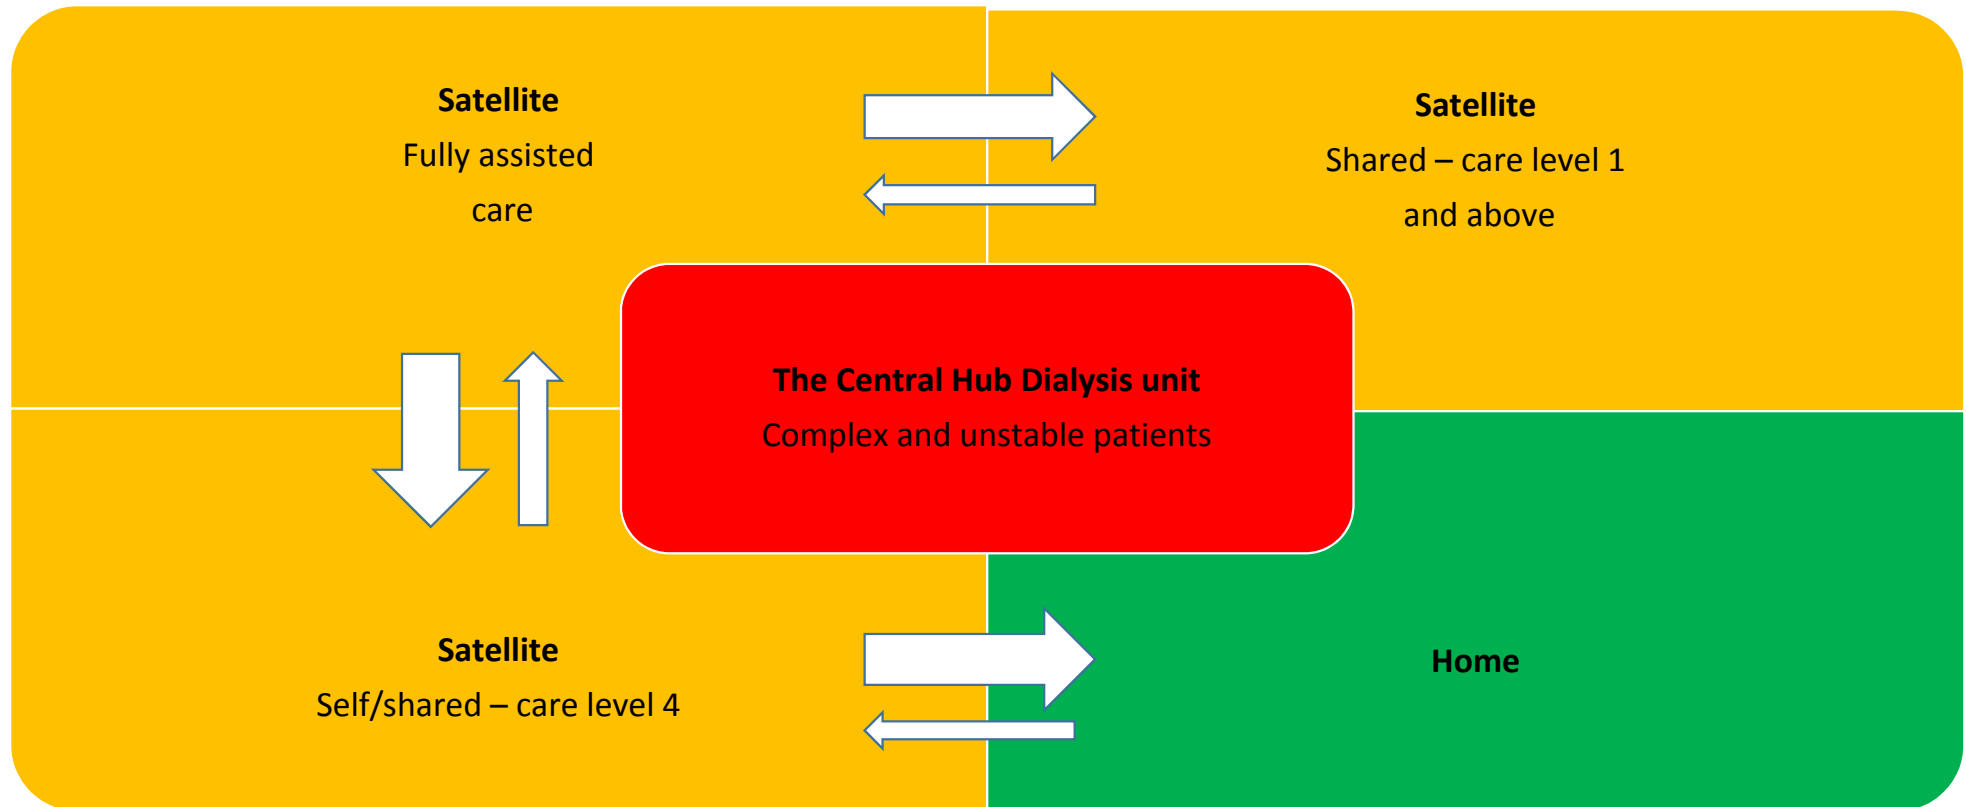 Satellite
Fully assisted
care
Satellite
Shared – care level 1
and above
The Central Hub Dialysis unit
Complex and unstable patients
Satellite
Self/shared – care level 4
Home